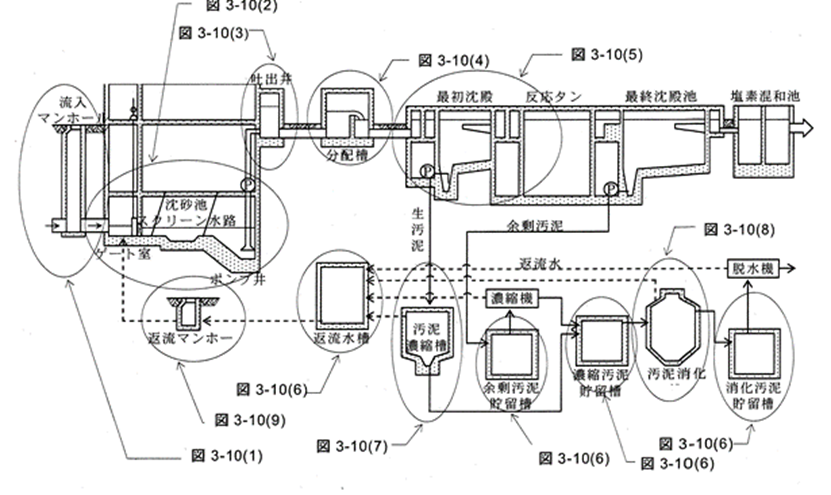 図 3-10(2)
図 3-10(3)
図 3-10(4)
図 3-10(5)
吐出井
流入
マンホール
分配槽
最初沈殿
反応タン
最終沈殿池
塩素混和池
P
P
P
沈砂池
スクリーン水路
ゲート室
ポンプ井
生汚泥
余剰汚泥
図 3-10(8)
返流水
脱水機
濃縮機
返流マンホー
返流水槽
汚泥
濃縮槽
余剰汚泥
貯留槽
濃縮汚泥
貯留槽
汚泥消化
消化汚泥
貯留槽
図 3-10(6)
図 3-10(9)
図 3-10(1)
図 3-10(7)
図 3-10(6)
図 3-10(6)
図 3-10(6)